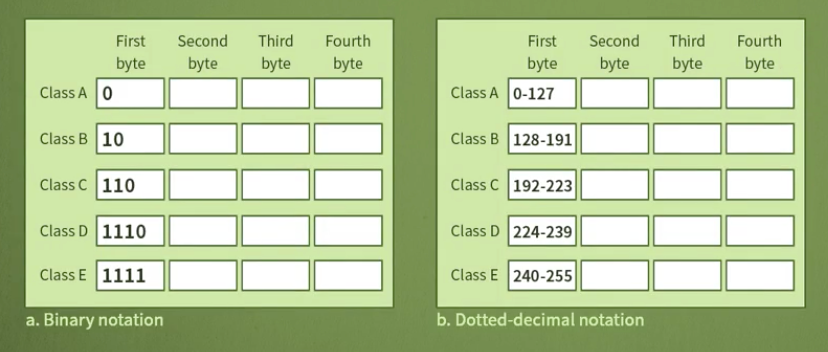 First Second Third Fourth
byte byte byte byte
Class A 0
Class B 10
Class C 110
Class D 1110
Class E 1111
a. Binary notation
First Second Third Fourth
byte byte byte byte
Class A 0-127
Class B 128-191
Class C 192-223
Class D 224-239
Class E 240-255
b. Dotted-decimal notation